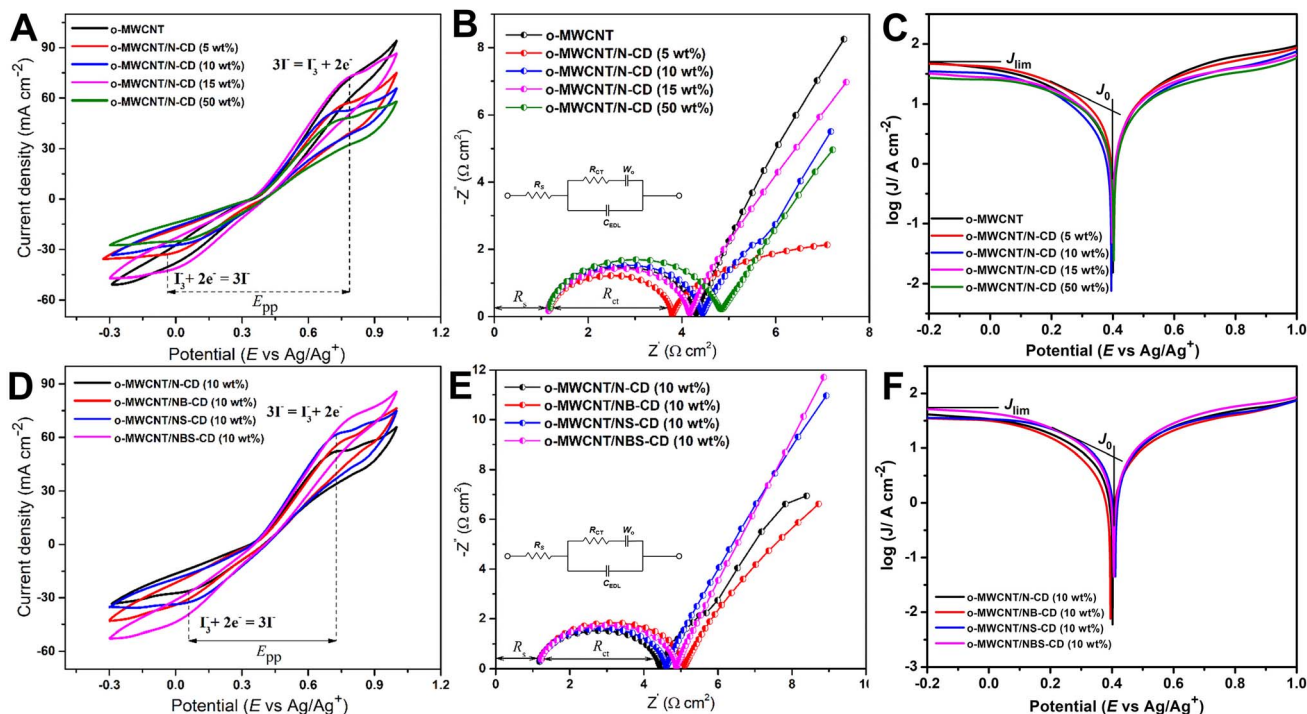 A
o-MWCNT
o-MWCNT/N-CD (5 wt%)
o-MWCNT/N-CD (10 wt%)
o-MWCNT/N-CD (15 wt%)
o-MWCNT/N-CD (50 wt%)
3I⁻ = I₃⁻ + 2e⁻
I₃⁻ + 2e⁻ = 3I⁻
Epp
Current density (mA cm⁻²)
90
60
30
0
-30
-60
-0.3 0.0 0.3 0.6 0.9 1.2
Potential (E vs Ag/Ag⁺)
B
o-MWCNT
o-MWCNT/N-CD (5 wt%)
o-MWCNT/N-CD (10 wt%)
o-MWCNT/N-CD (15 wt%)
o-MWCNT/N-CD (50 wt%)
RS
RCT
Wo
CEDL
Rs
Rct
-Z'' (Ω cm²)
-8
-6
-4
-2
0
0 2 4 6 8
Z' (Ω cm²)
C
Jlim
J0
o-MWCNT
o-MWCNT/N-CD (5 wt%)
o-MWCNT/N-CD (10 wt%)
o-MWCNT/N-CD (15 wt%)
o-MWCNT/N-CD (50 wt%)
log (J/ A cm⁻²)
2
1
0
-1
-2
-0.2 0.0 0.2 0.4 0.6 0.8 1.0
Potential (E vs Ag/Ag⁺)
D
o-MWCNT/N-CD (10 wt%)
o-MWCNT/NB-CD (10 wt%)
o-MWCNT/NS-CD (10 wt%)
o-MWCNT/NBS-CD (10 wt%)
3I⁻ = I₃⁻ + 2e⁻
I₃⁻ + 2e⁻ = 3I⁻
Epp
Current density (mA cm⁻²)
90
60
30
0
-30
-60
-0.3 0.0 0.3 0.6 0.9 1.2
Potential (E vs Ag/Ag⁺)
E
o-MWCNT/N-CD (10 wt%)
o-MWCNT/NB-CD (10 wt%)
o-MWCNT/NS-CD (10 wt%)
o-MWCNT/NBS-CD (10 wt%)
RS
RCT
Wo
CEDL
Rs
Rct
-Z'' (Ω cm²)
-12
-10
-8
-6
-4
-2
0
0 2 4 6 8 10
Z' (Ω cm²)
F
Jlim
J0
o-MWCNT/N-CD (10 wt%)
o-MWCNT/NB-CD (10 wt%)
o-MWCNT/NS-CD (10 wt%)
o-MWCNT/NBS-CD (10 wt%)
log (J/ A cm⁻²)
3
2
1
0
-1
-2
-3
-0.2 0.0 0.2 0.4 0.6 0.8 1.0
Potential (E vs Ag/Ag⁺)